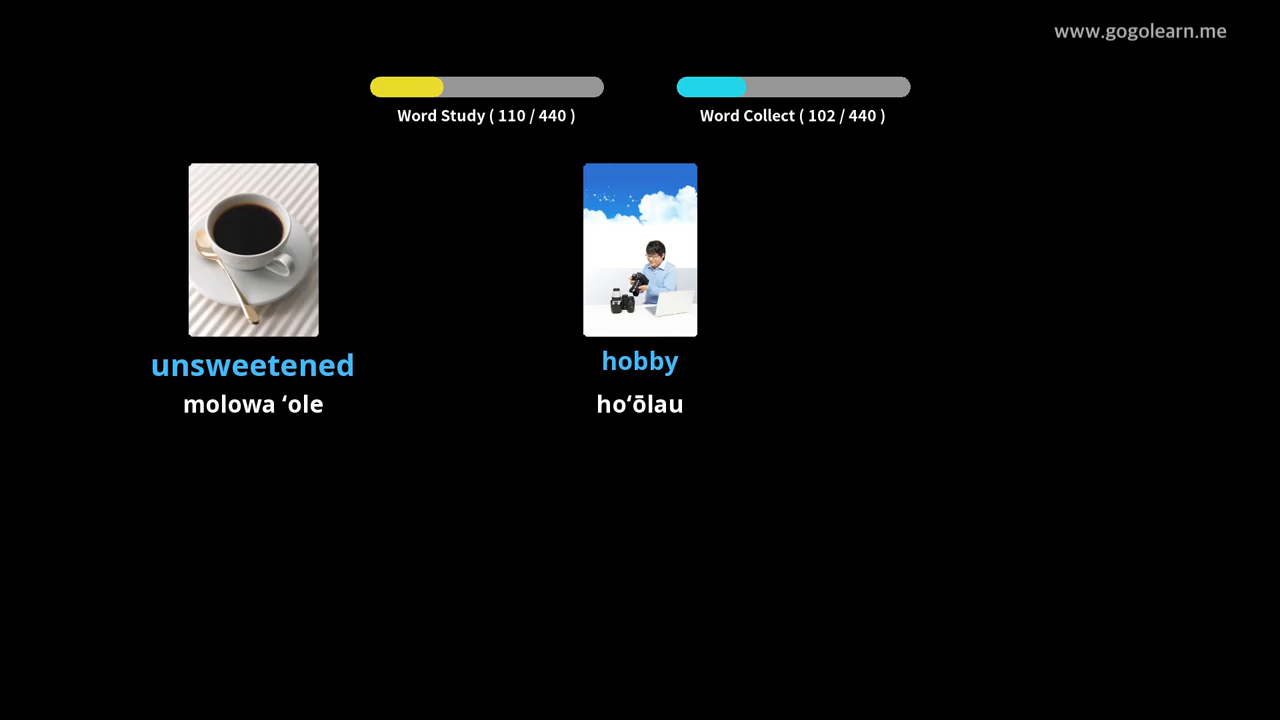 www.gogolearn.me
Word Study ( 110 / 440 )
Word Collect ( 102 / 440 )
unsweetened
molowa ʻole
hobby
hoʻōlau